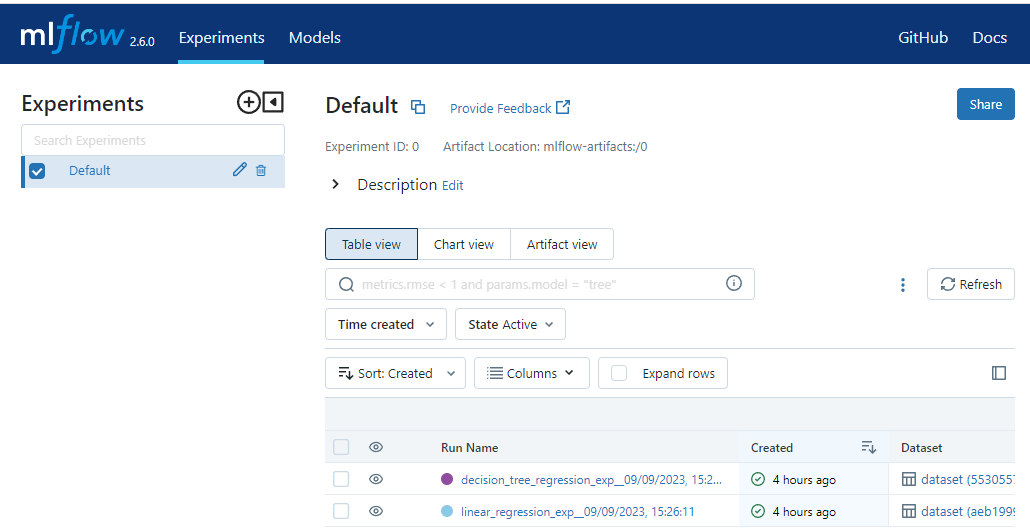 mlflow 2.6.0 Experiments Models GitHub Docs
Experiments
Search Experiments
Default
Default Provide Feedback Share
Experiment ID: 0 Artifact Location: mlflow-artifacts:/0
Description Edit
Table view Chart view Artifact view
metrics.rmse < 1 and params.model = "tree" Refresh
Time created State Active
Sort: Created Columns Expand rows
Run Name Created Dataset
decision_tree_regression_exp__09/09/2023, 15:2... 4 hours ago dataset (5530557
linear_regression_exp__09/09/2023, 15:26:11 4 hours ago dataset (aeb1999